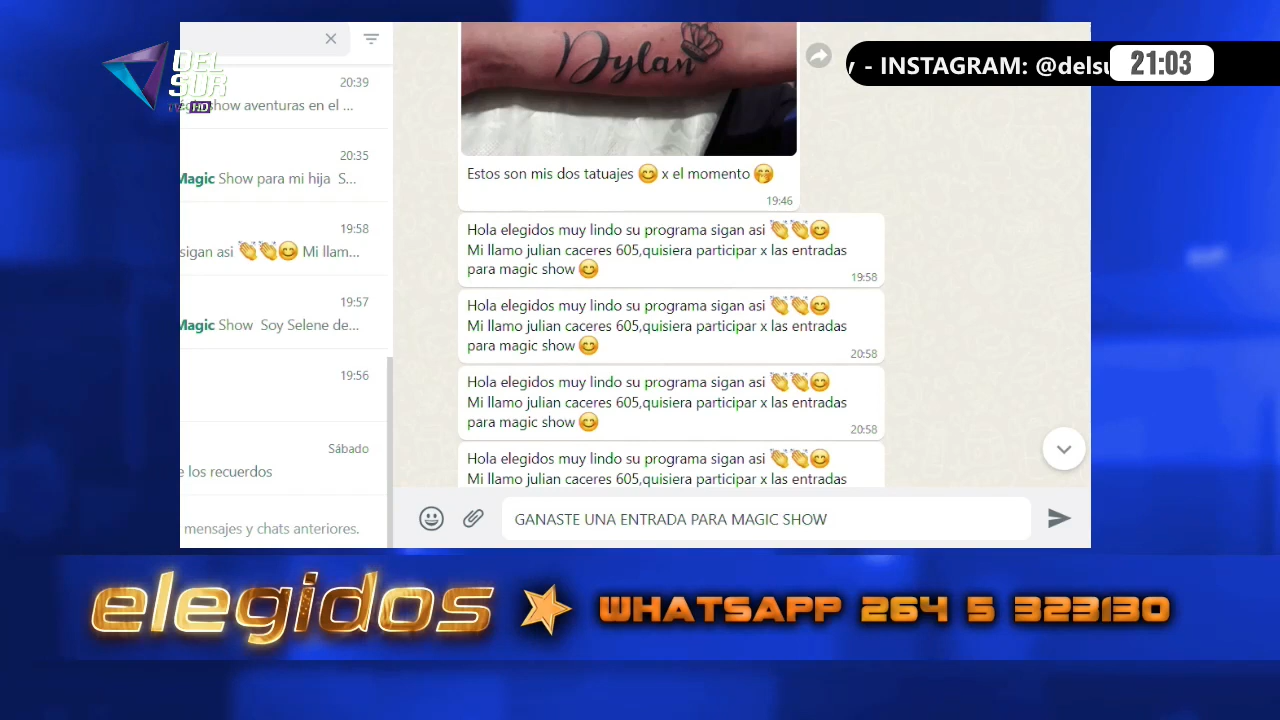 DEL
SUR
TV HD
- INSTAGRAM: @delsu
21:03
20:39
show aventuras en el ...
20:35
Magic Show para mi hija S...
19:58
sigan asi 👏👏😊 Mi llam...
19:57
Magic Show Soy Selene de...
19:56
Sábado
e los recuerdos
mensajes y chats anteriores.
Dylan
Estos son mis dos tatuajes 😊 x el momento 🤭
19:46
Hola elegidos muy lindo su programa sigan asi 👏👏😊
Mi llamo julian caceres 605,quisiera participar x las entradas
para magic show 😊
19:58
Hola elegidos muy lindo su programa sigan asi 👏👏😊
Mi llamo julian caceres 605,quisiera participar x las entradas
para magic show 😊
20:58
Hola elegidos muy lindo su programa sigan asi 👏👏😊
Mi llamo julian caceres 605,quisiera participar x las entradas
para magic show 😊
20:58
Hola elegidos muy lindo su programa sigan asi 👏👏😊
Mi llamo julian caceres 605,quisiera participar x las entradas
GANASTE UNA ENTRADA PARA MAGIC SHOW
elegidos
WHATSAPP 264 5 323130